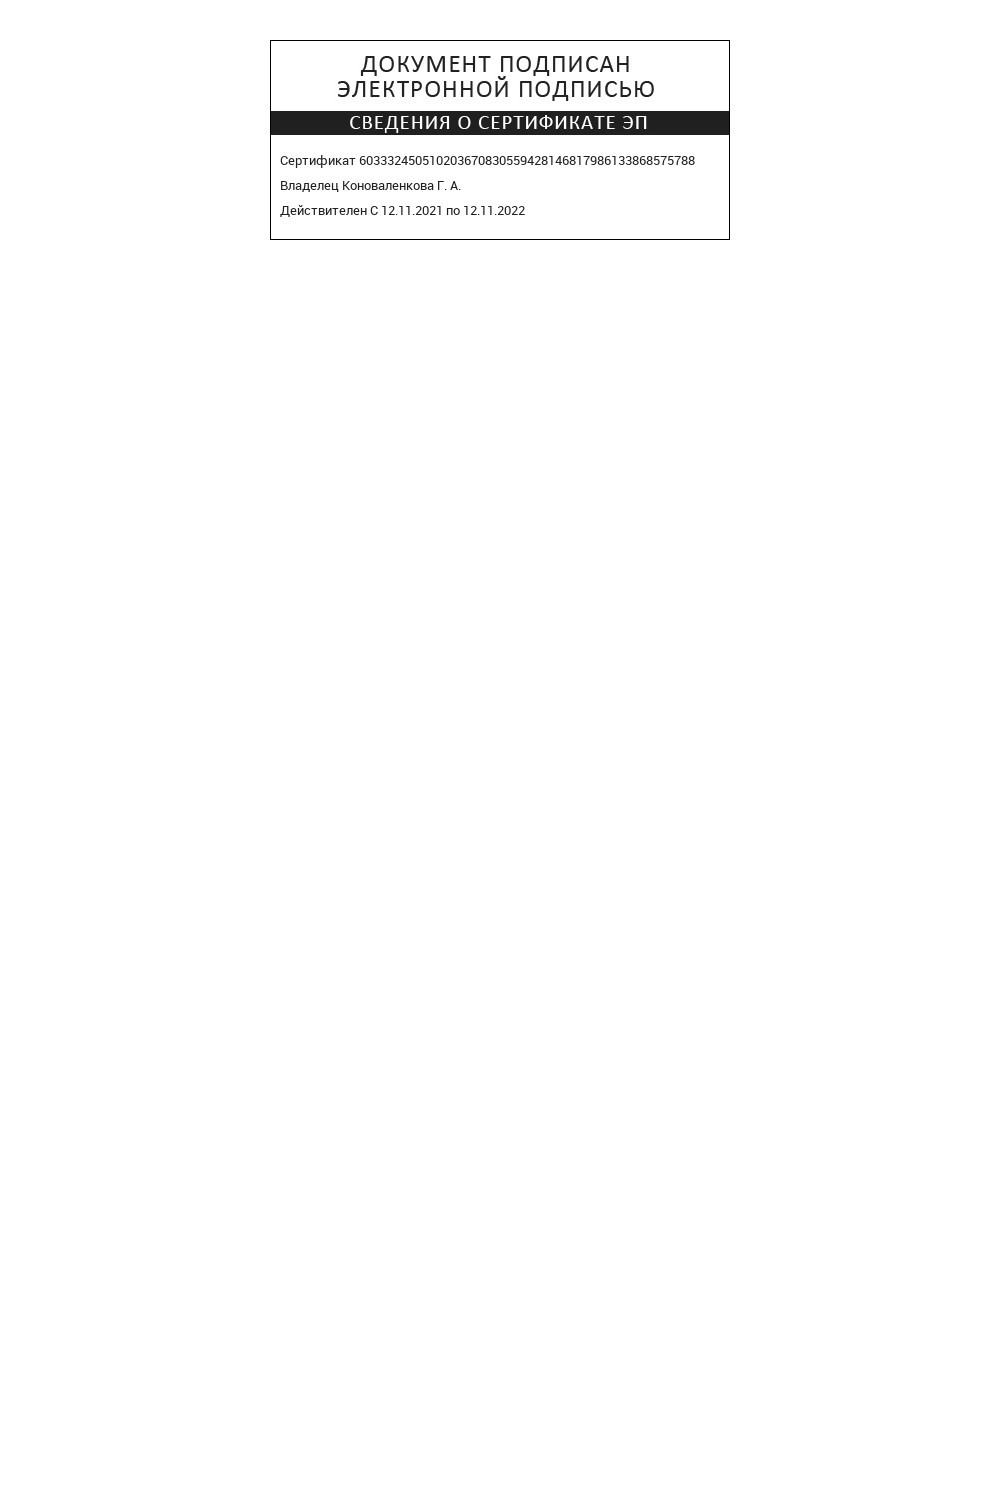 ДОКУМЕНТ ПОДПИСАН
ЭЛЕКТРОННОЙ ПОДПИСЬЮ
СВЕДЕНИЯ О СЕРТИФИКАТЕ ЭП
Сертификат 603332450510203670830559428146817986133868575788
Владелец Коноваленкова Г. А.
Действителен С 12.11.2021 по 12.11.2022